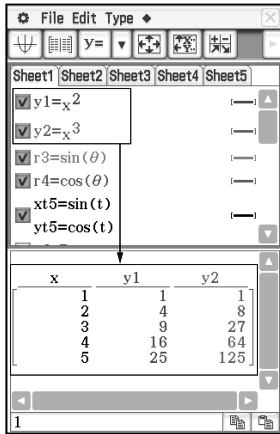 File Edit Type ◆
Y=
Sheet1 Sheet2 Sheet3 Sheet4 Sheet5
y1=x²
y2=x³
r3=sin(θ)
r4=cos(θ)
xt5=sin(t)
yt5=cos(t)
x y1 y2
1 1 1
2 4 8
3 9 27
4 16 64
5 25 125
1